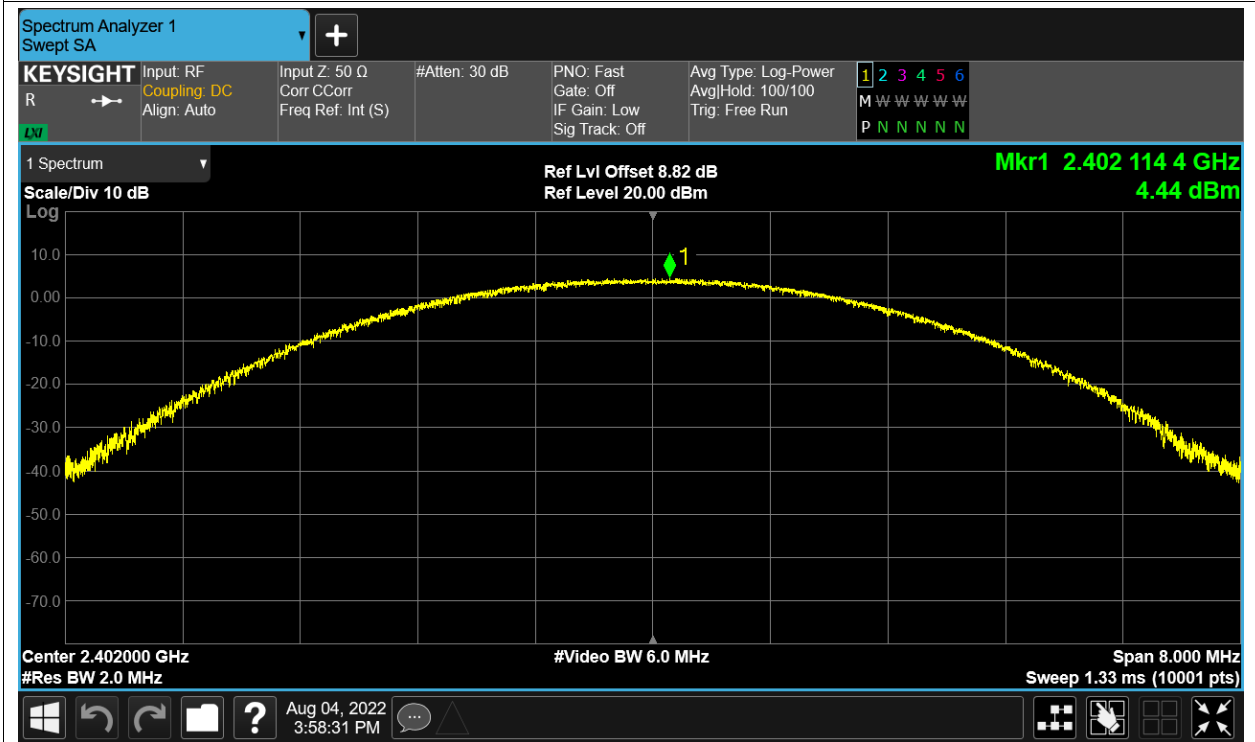 Spectrum Analyzer 1
Swept SA
+
KEYSIGHT
R
LXI
Input: RF
Coupling: DC
Align: Auto
Input Z: 50 Ω
Corr CCorr
Freq Ref: Int (S)
#Atten: 30 dB
PNO: Fast
Gate: Off
IF Gain: Low
Sig Track: Off
Avg Type: Log-Power
Avg|Hold: 100/100
Trig: Free Run
1 2 3 4 5 6
M W W W W W
P N N N N N
1 Spectrum
Scale/Div 10 dB
Ref Lvl Offset 8.82 dB
Ref Level 20.00 dBm
Mkr1 2.402 114 4 GHz
4.44 dBm
Log
1
10.0
0.00
-10.0
-20.0
-30.0
-40.0
-50.0
-60.0
-70.0
Center 2.402000 GHz
#Video BW 6.0 MHz
Span 8.000 MHz
#Res BW 2.0 MHz
Sweep 1.33 ms (10001 pts)
?
Aug 04, 2022
3:58:31 PM